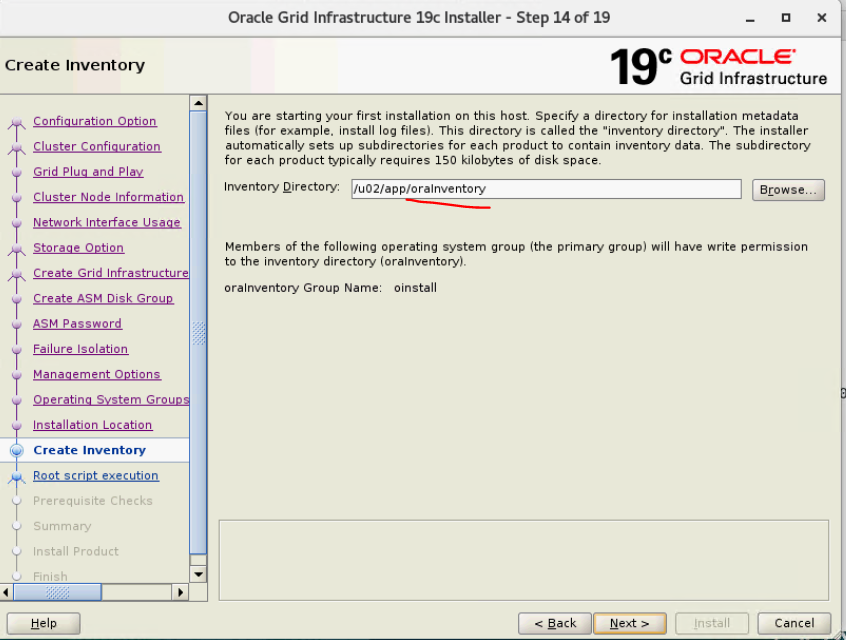 Oracle Grid Infrastructure 19c Installer - Step 14 of 19
Create Inventory
19c ORACLE
Grid Infrastructure
Configuration Option
Cluster Configuration
Grid Plug and Play
Cluster Node Information
Network Interface Usage
Storage Option
Create Grid Infrastructure
Create ASM Disk Group
ASM Password
Failure Isolation
Management Options
Operating System Groups
Installation Location
Create Inventory
Root script execution
Prerequisite Checks
Summary
Install Product
Finish
You are starting your first installation on this host. Specify a directory for installation metadata
files (for example, install log files). This directory is called the "inventory directory". The installer
automatically sets up subdirectories for each product to contain inventory data. The subdirectory
for each product typically requires 150 kilobytes of disk space.
Inventory Directory: /u02/app/oraInventory Browse...
Members of the following operating system group (the primary group) will have write permission
to the inventory directory (oraInventory).
oraInventory Group Name: oinstall
Help < Back Next > Install Cancel